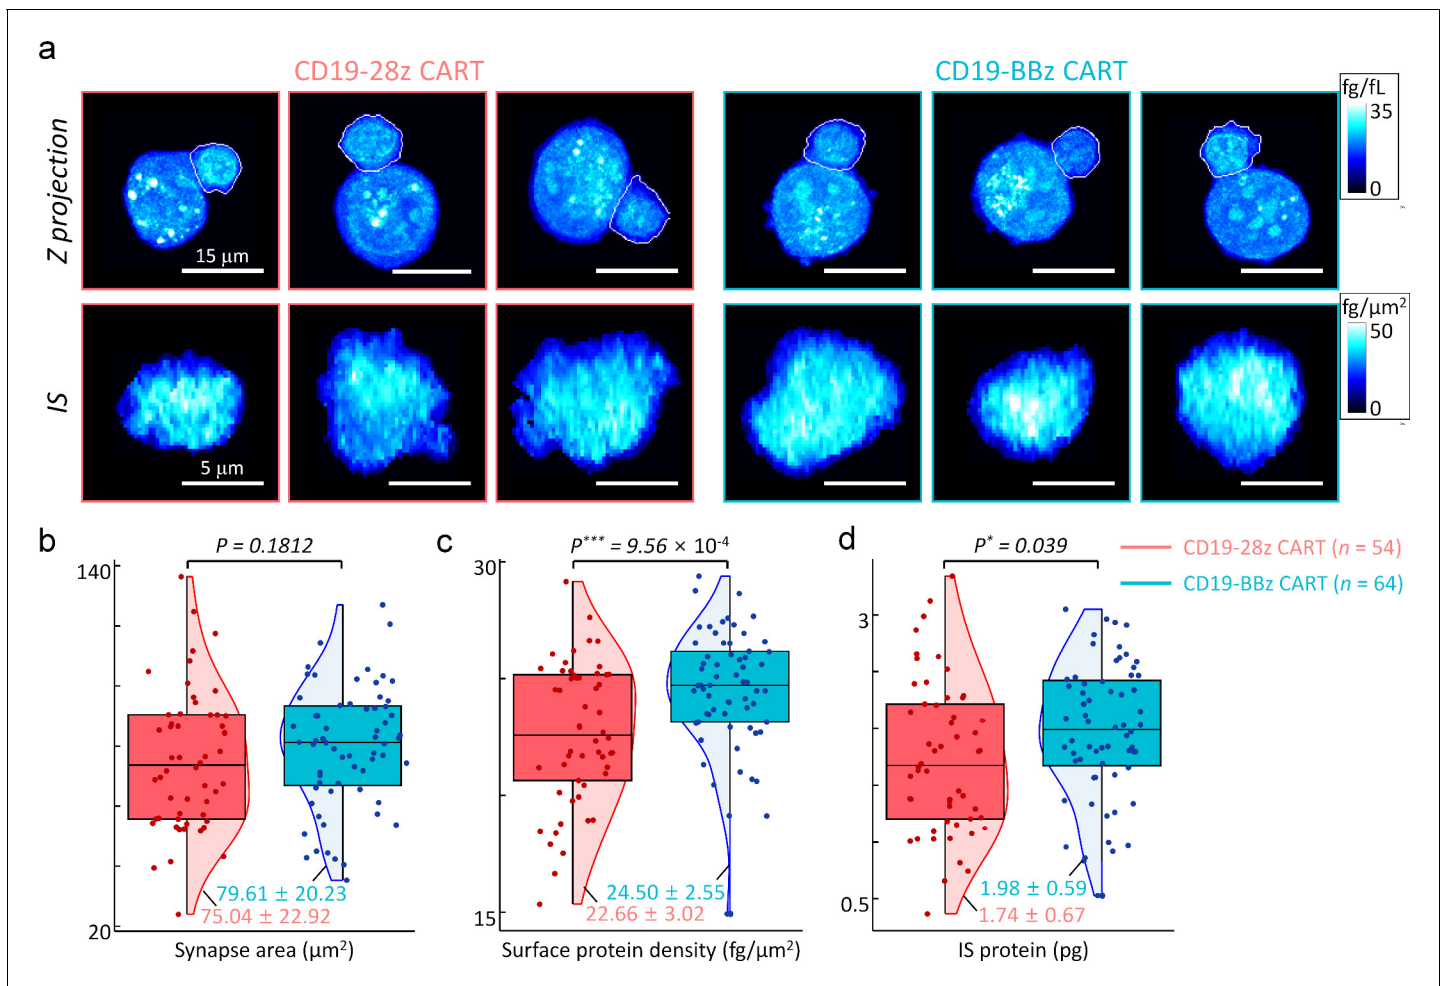 a
CD19-28z CART
CD19-BBz CART
Z projection
15 µm
fg/fL
35
0
IS
5 µm
fg/µm²
50
0
b
P = 0.1812
140
20
79.61 ± 20.23
75.04 ± 22.92
Synapse area (µm²)
c
P*** = 9.56 × 10⁻⁴
30
15
24.50 ± 2.55
22.66 ± 3.02
Surface protein density (fg/µm²)
d
P* = 0.039
3
0.5
1.98 ± 0.59
1.74 ± 0.67
IS protein (pg)
CD19-28z CART (n = 54)
CD19-BBz CART (n = 64)